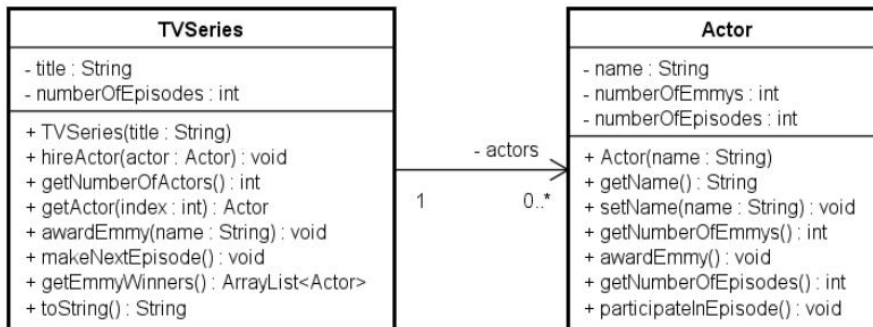 TVSeries
- title : String
- numberOfEpisodes : int
+ TVSeries(title : String)
+ hireActor(actor : Actor) : void
+ getNumberOfActors() : int
+ getActor(index : int) : Actor
+ awardEmmy(name : String) : void
+ makeNextEpisode() : void
+ getEmmyWinners() : ArrayList<Actor>
+ toString() : String
- actors
1
0..*
Actor
- name : String
- numberOfEmmys : int
- numberOfEpisodes : int
+ Actor(name : String)
+ getName() : String
+ setName(name : String) : void
+ getNumberOfEmmys() : int
+ awardEmmy() : void
+ getNumberOfEpisodes() : int
+ participateInEpisode() : void